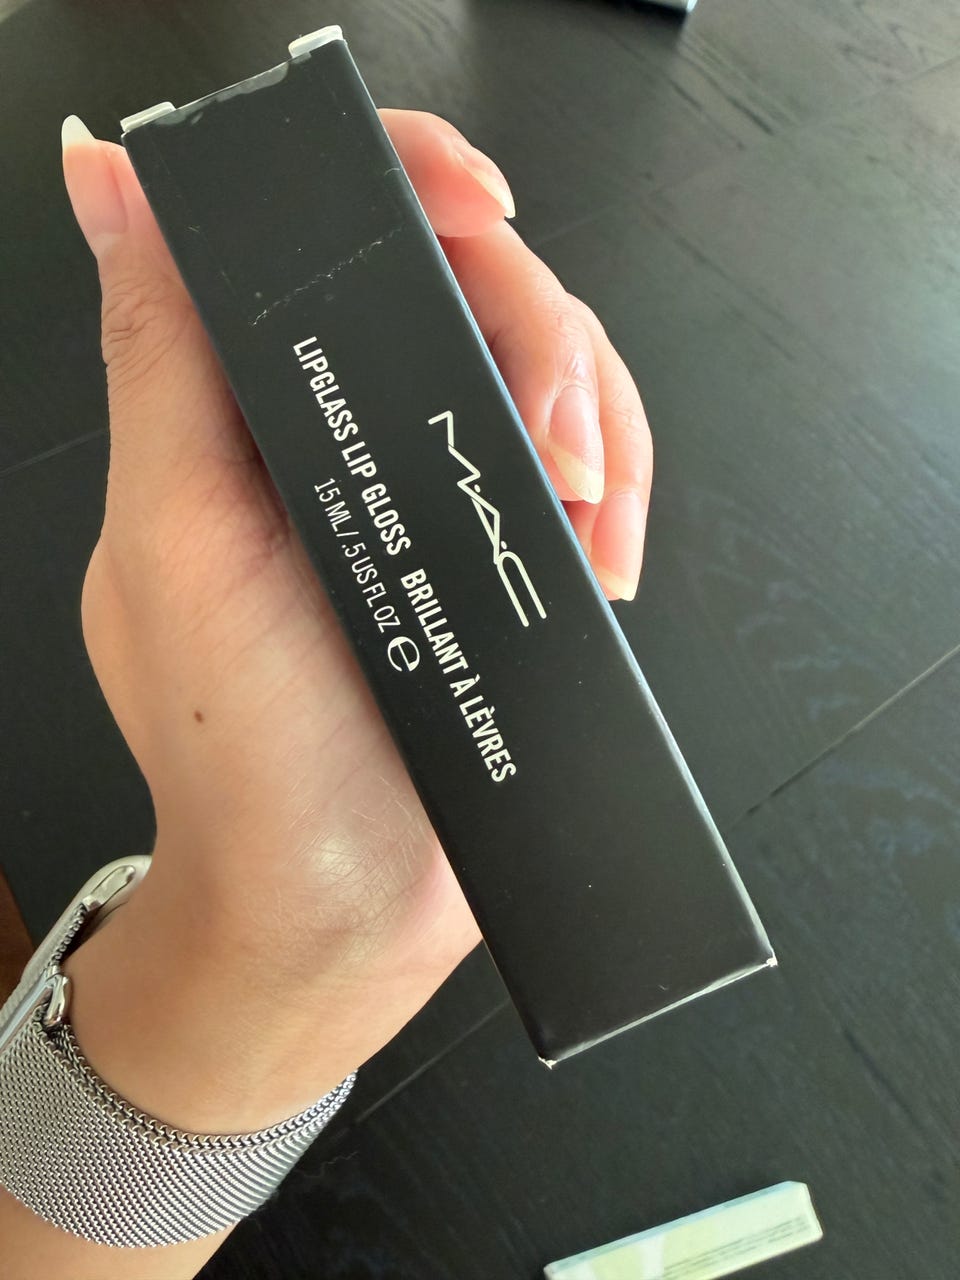 M·A·C
LIPGLASS LIP GLOSS BRILLANT À LÈVRES
15 ML / .5 US FL OZ ℮